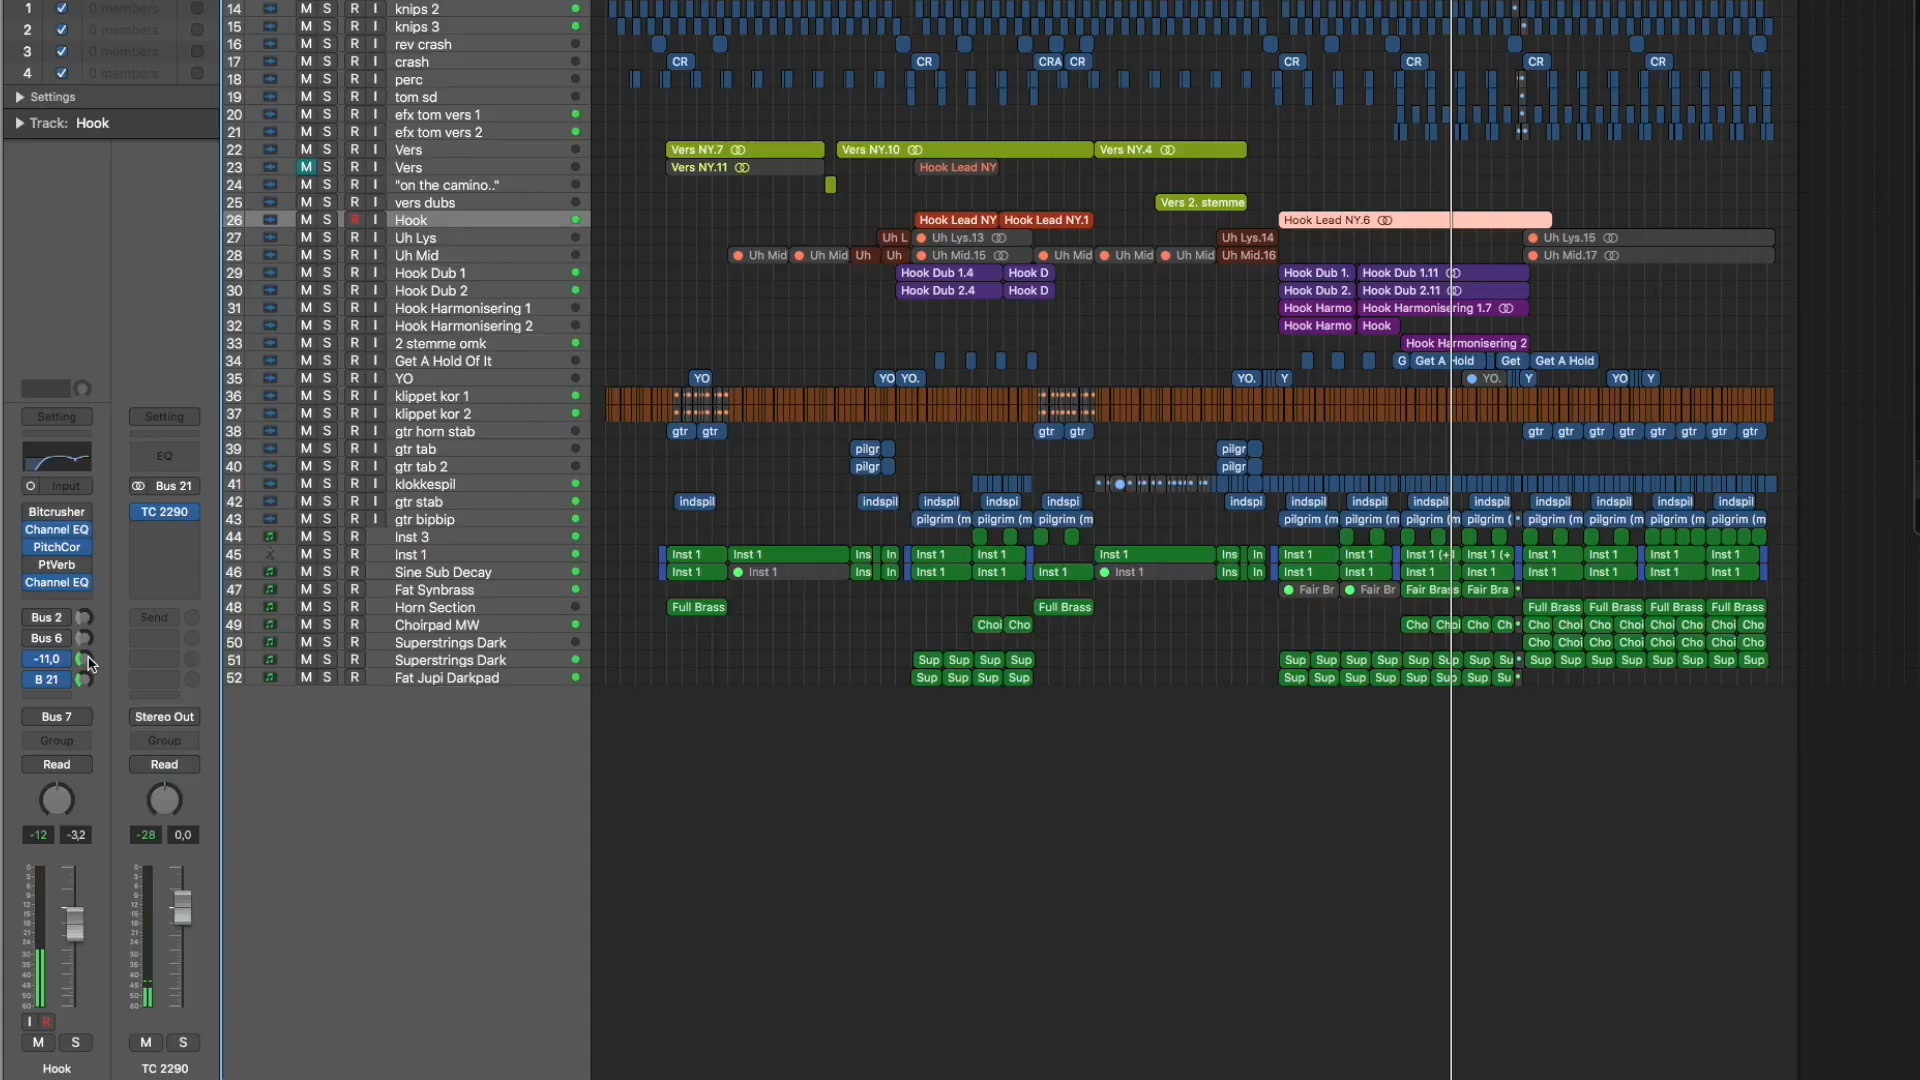 1 0 members
2 0 members
3 0 members
4 0 members
Settings
Track: Hook
Setting Setting
EQ
Input Bus 21
Bitcrusher TC 2290
Channel EQ
PitchCor
PtVerb
Channel EQ
Bus 2 Send
Bus 6
-11,0
B 21
Bus 7 Stereo Out
Group Group
Read Read
-12 -3,2 -28 0,0
I R
M S M S
Hook TC 2290
14 M S R I knips 2
15 M S R I knips 3
16 M S R I rev crash
17 M S R I crash CR CR CRA CR CR CR CR CR
18 M S R I perc
19 M S R I tom sd
20 M S R I efx tom vers 1
21 M S R I efx tom vers 2
22 M S R I Vers Vers NY.7 Vers NY.10 Vers NY.4
23 M S R I Vers Vers NY.11 Hook Lead NY
24 M S R I "on the camino.."
25 M S R I vers dubs Vers 2. stemme
26 M S R I Hook Hook Lead NY Hook Lead NY.1 Hook Lead NY.6
27 M S R I Uh Lys Uh L Uh Lys.13 Uh Lys.14 Uh Lys.15
28 M S R I Uh Mid Uh Mid Uh Mid Uh Uh Uh Mid.15 Uh Mid Uh Mid Uh Mid Uh Mid.16 Uh Mid.17
29 M S R I Hook Dub 1 Hook Dub 1.4 Hook D Hook Dub 1. Hook Dub 1.11
30 M S R I Hook Dub 2 Hook Dub 2.4 Hook D Hook Dub 2. Hook Dub 2.11
31 M S R I Hook Harmonisering 1 Hook Harmo Hook Harmonisering 1.7
32 M S R I Hook Harmonisering 2 Hook Harmo Hook
33 M S R I 2 stemme omk Hook Harmonisering 2
34 M S R I Get A Hold Of It G Get A Hold Get Get A Hold
35 M S R I YO YO YO YO. YO. Y YO. Y YO Y
36 M S R I klippet kor 1
37 M S R I klippet kor 2
38 M S R I gtr horn stab gtr gtr gtr gtr gtr gtr gtr gtr gtr gtr gtr gtr
39 M S R I gtr tab pilgr pilgr
40 M S R I gtr tab 2 pilgr pilgr
41 M S R I klokkespil
42 M S R I gtr stab indspil indspil indspil indspil indspil indspi indspil indspil indspil indspil indspil indspil indspil indspil
43 M S R I gtr bipbip pilgrim (m pilgrim (m pilgrim (m pilgrim (m pilgrim (m pilgrim (m pilgrim ( pilgrim (m pilgrim (m pilgrim (m pilgrim (m
44 M S R Inst 3
45 M S R Inst 1 Inst 1 Inst 1 Ins In Inst 1 Inst 1 Inst 1 Ins In Inst 1 Inst 1 Inst 1 (+ Inst 1 (+ Inst 1 Inst 1 Inst 1 Inst 1
46 M S R Sine Sub Decay Inst 1 Inst 1 Ins In Inst 1 Inst 1 Inst 1 Inst 1 Ins In Inst 1 Inst 1 Inst 1 Inst 1 Inst 1 Inst 1 Inst 1 Inst 1
47 M S R Fat Synbrass Fair Br Fair Br Fair Brass Fair Bra
48 M S R Horn Section Full Brass Full Brass Full Brass Full Brass Full Brass Full Brass
49 M S R Choirpad MW Choi Cho Cho Choi Cho Ch Cho Choi Cho Choi Cho Choi Cho Cho
50 M S R Superstrings Dark Cho Choi Cho Choi Cho Choi Cho Cho
51 M S R Superstrings Dark Sup Sup Sup Sup Sup Sup Sup Sup Sup Sup Sup Su Sup Sup Sup Sup Sup Sup Sup Sup
52 M S R Fat Jupi Darkpad Sup Sup Sup Sup Sup Sup Sup Sup Sup Sup Sup Su